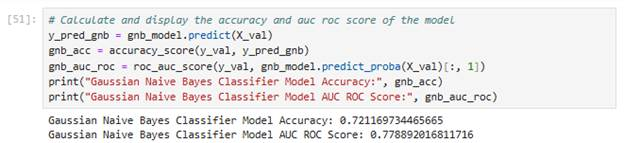 [51]: # Calculate and display the accuracy and auc roc score of the model
y_pred_gnb = gnb_model.predict(X_val)
gnb_acc = accuracy_score(y_val, y_pred_gnb)
gnb_auc_roc = roc_auc_score(y_val, gnb_model.predict_proba(X_val)[:, 1])
print("Gaussian Naive Bayes Classifier Model Accuracy:", gnb_acc)
print("Gaussian Naive Bayes Classifier Model AUC ROC Score:", gnb_auc_roc)
Gaussian Naive Bayes Classifier Model Accuracy: 0.721169734465665
Gaussian Naive Bayes Classifier Model AUC ROC Score: 0.778892016811716